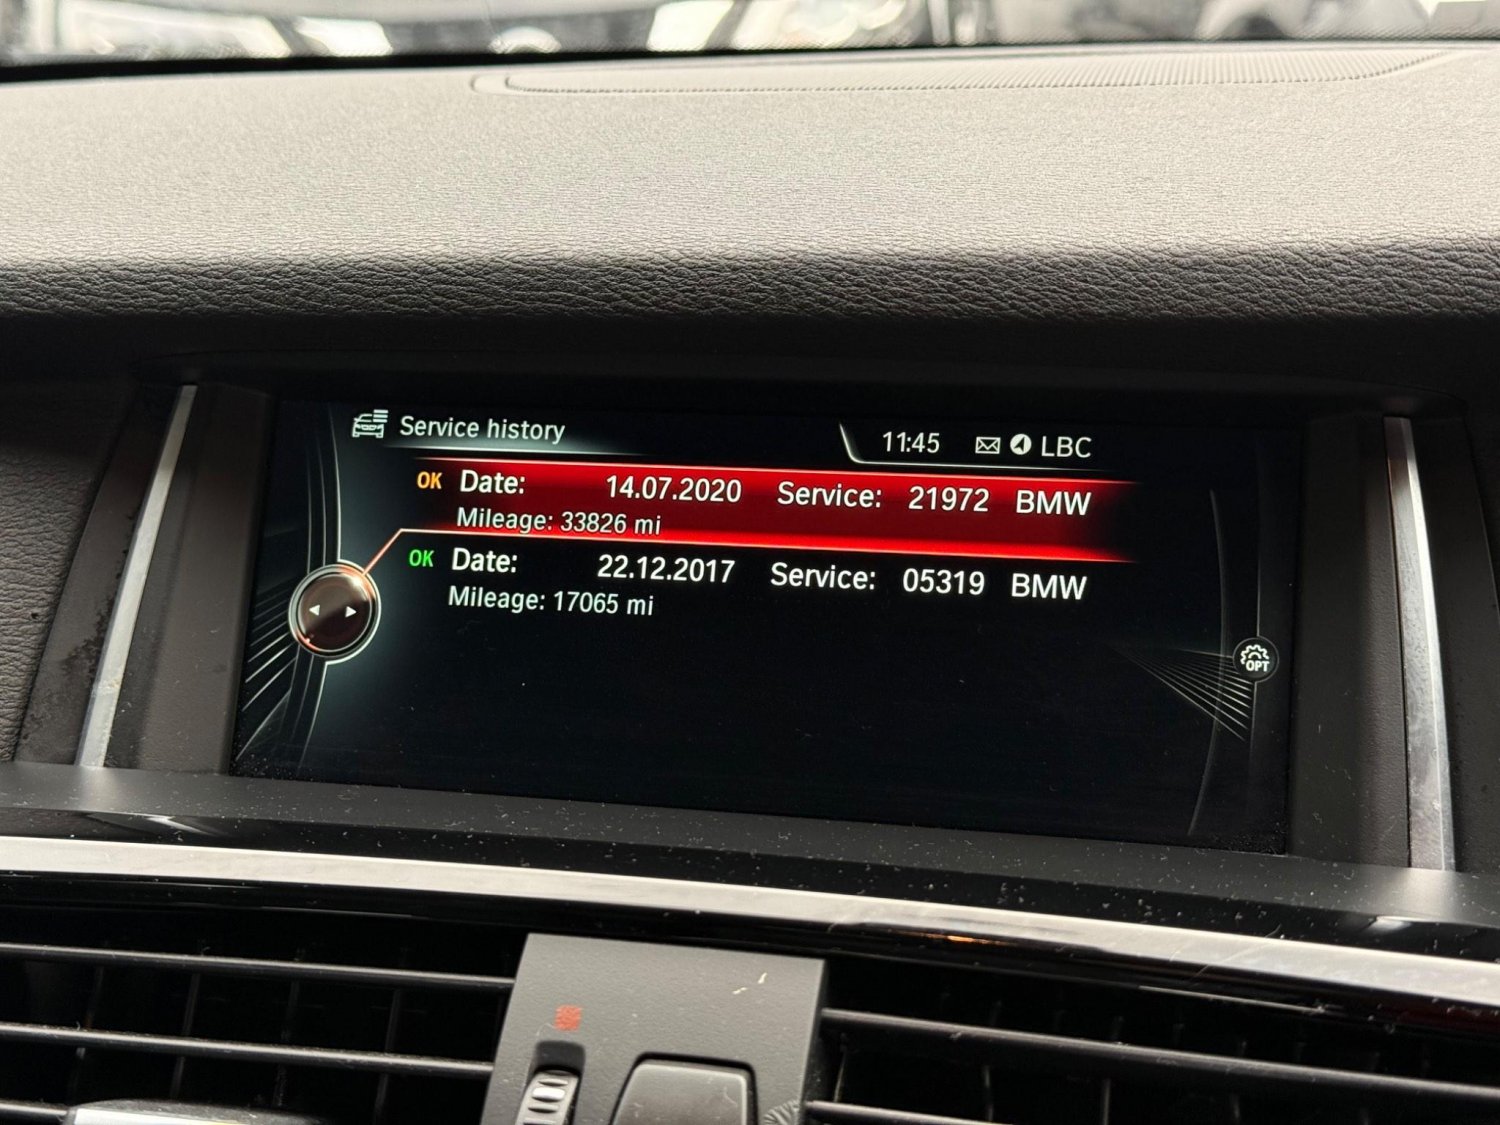 Service history
11:45 LBC
OK Date: 14.07.2020 Service: 21972 BMW
Mileage: 33826 mi
OK Date: 22.12.2017 Service: 05319 BMW
Mileage: 17065 mi
OPT